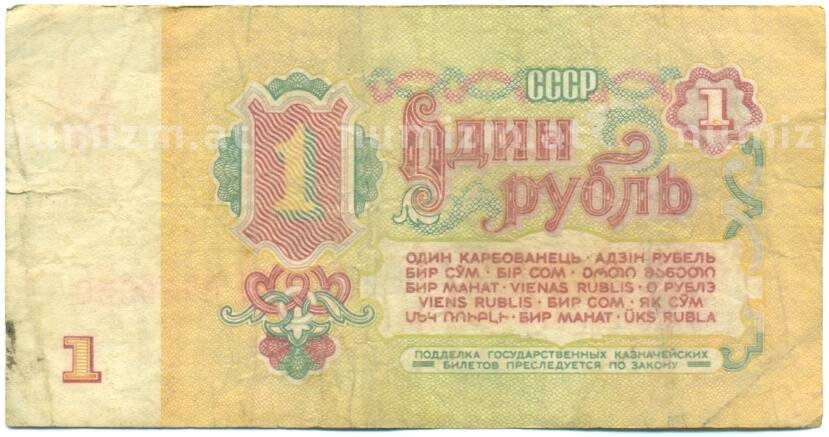 СССР
1
1
Один
рубль
ОДИН КАРБОВАНЕЦЬ · АДЗІН РУБЕЛЬ
БИР СЎМ · БІР СОМ · ᲔᲠᲗᲘ ᲛᲐᲜᲔᲗᲘ
БИР МАНАТ · VIENAS RUBLIS · О РУБЛЭ
VIENS RUBLIS · БИР СОМ · ЯК СЎМ
ՄԵԿ ՌՈՒԲԼԻ · БИР МАНАТ · ÜKS RUBLA
1
ПОДДЕЛКА ГОСУДАРСТВЕННЫХ КАЗНАЧЕЙСКИХ
БИЛЕТОВ ПРЕСЛЕДУЕТСЯ ПО ЗАКОНУ